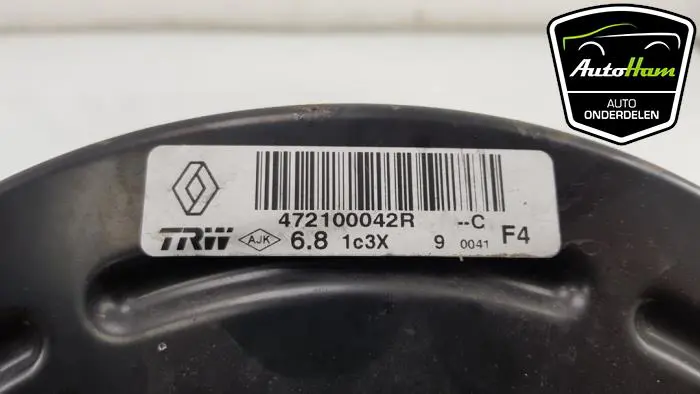 AutoHam
AUTO
ONDERDELEN
472100042R --C
TRW AJK 6.8 1c3X 9 0041 F4